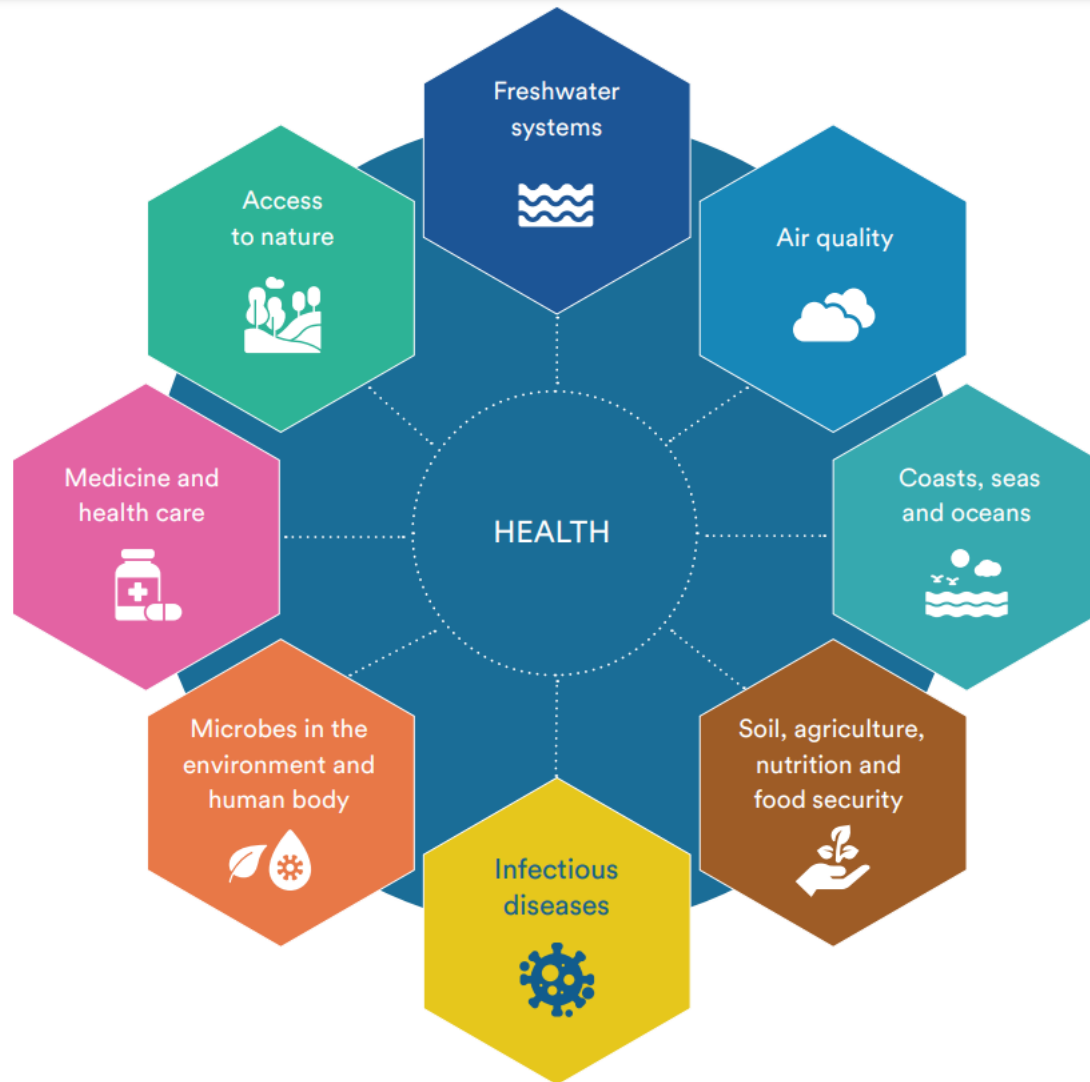 Freshwater
systems
Air quality
Coasts, seas
and oceans
Soil, agriculture,
nutrition and
food security
Infectious
diseases
Microbes in the
environment and
human body
Medicine and
health care
Access
to nature
HEALTH